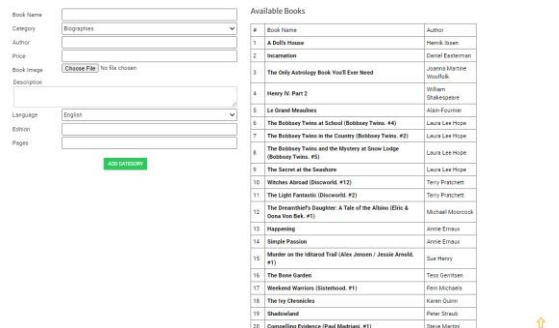 Book Name
Category
Biographies
Author
Price
Book Image
Choose File No file chosen
Description
Language
English
Edition
Pages
ADD CATEGORY
Available Books
# Book Name Author
1 A Dolls House Henrik Ibsen
2 Incarnation Daniel Easterman
3 The Only Astrology Book You'll Ever Need Joanna Martine
Woolfolk
4 Henry IV. Part 2 William
Shakespeare
5 Le Grand Meaulnes Alain-Fournier
6 The Bobbsey Twins at School (Bobbsey Twins. #4) Laura Lee Hope
7 The Bobbsey Twins in the Country (Bobbsey Twins. #2) Laura Lee Hope
8 The Bobbsey Twins and the Mystery at Snow Lodge
(Bobbsey Twins. #5) Laura Lee Hope
9 The Secret at the Seashore Laura Lee Hope
10 Witches Abroad (Discworld. #12) Terry Pratchett
11 The Light Fantastic (Discworld. #2) Terry Pratchett
12 The Dreamthief's Daughter: A Tale of the Albino (Elric &
Oona Von Bek. #1) Michael Moorcock
13 Happening Annie Ernaux
14 Simple Passion Annie Ernaux
15 Murder on the Iditarod Trail (Alex Jensen / Jessie Arnold.
#1) Sue Henry
16 The Bone Garden Tess Gerritsen
17 Weekend Warriors (Sisterhood. #1) Fern Michaels
18 The Ivy Chronicles Karen Quinn
19 Shadowland Peter Straub
20 Compelling Evidence (Paul Madriani. #1) Steve Martini